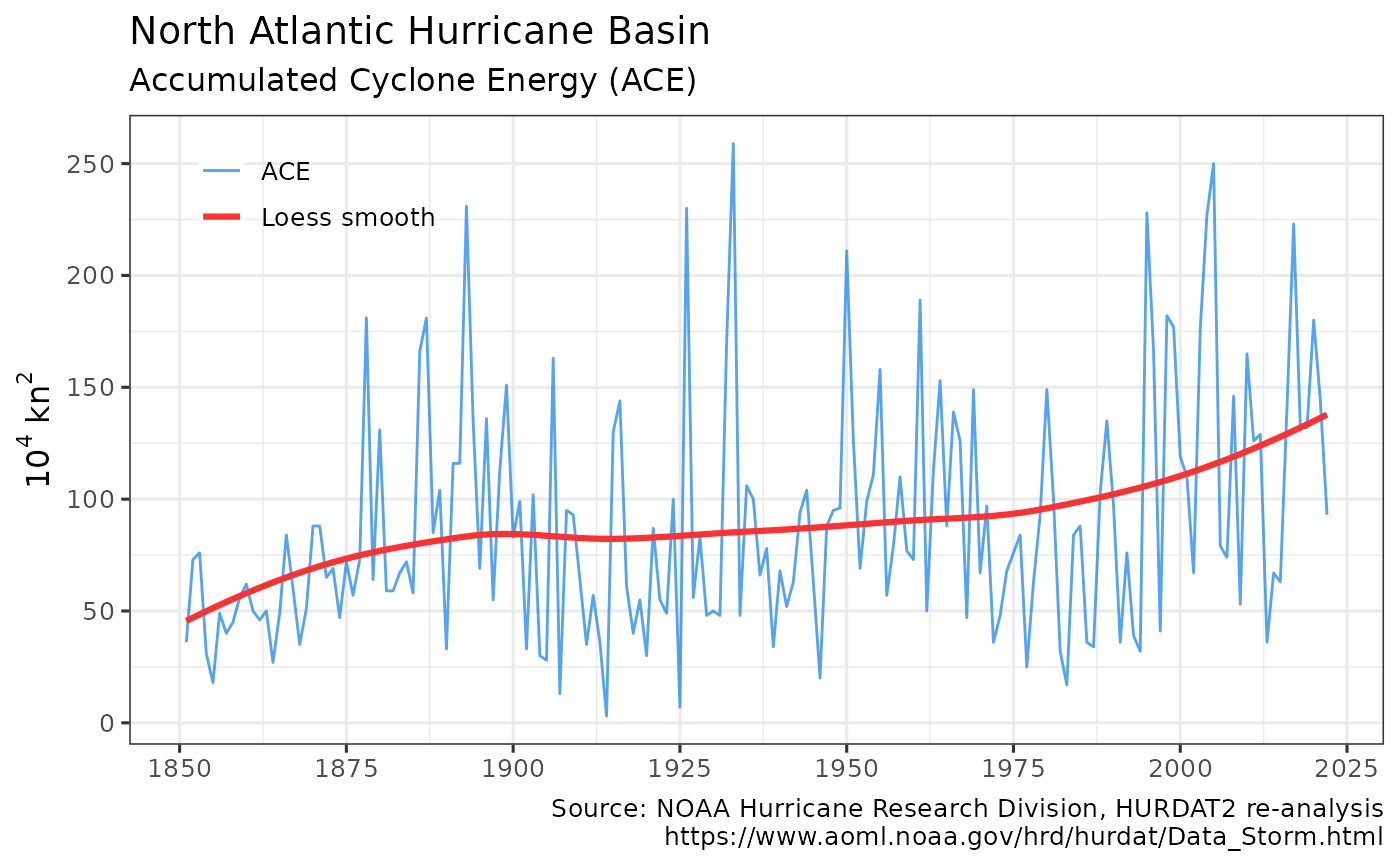 North Atlantic Hurricane Basin
Accumulated Cyclone Energy (ACE)
10⁴ kn²
250
200
150
100
50
0
ACE
Loess smooth
1850 1875 1900 1925 1950 1975 2000 2025
Source: NOAA Hurricane Research Division, HURDAT2 re-analysis
https://www.aoml.noaa.gov/hrd/hurdat/Data_Storm.html